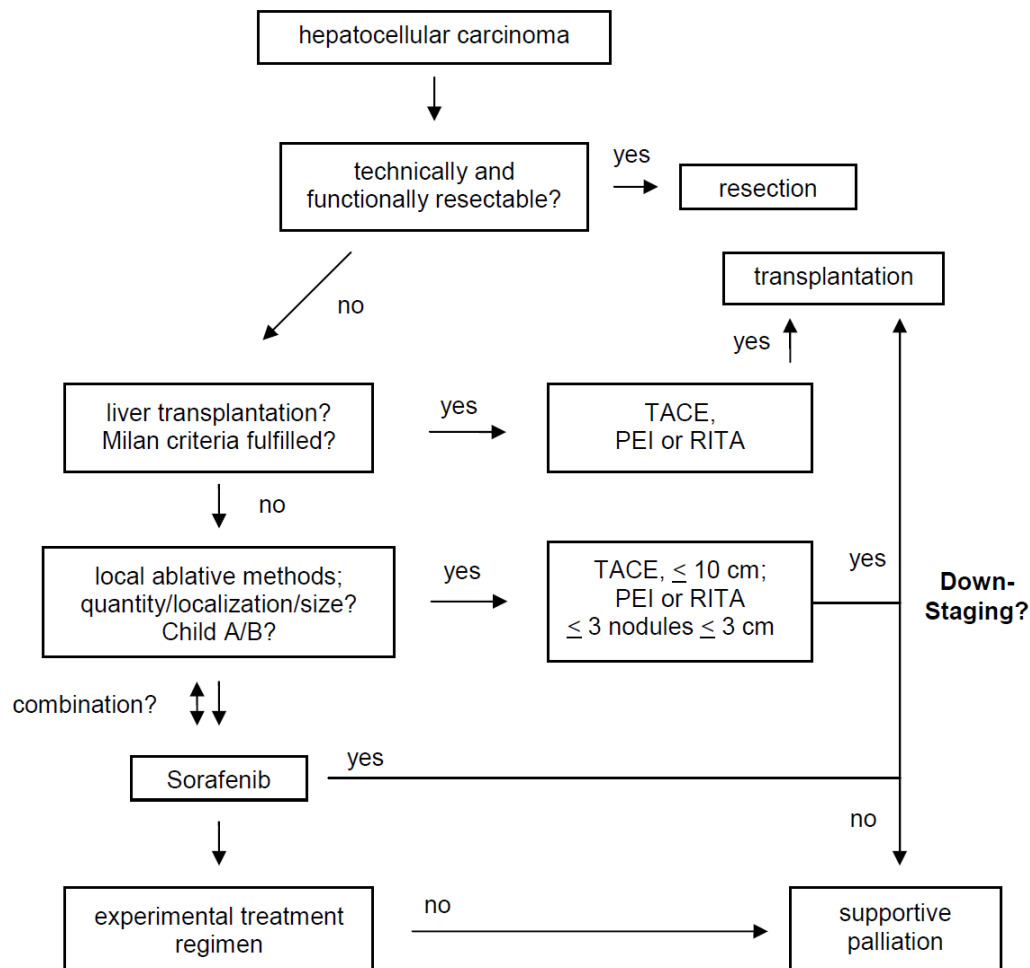 hepatocellular carcinoma
technically and
functionally resectable?
yes
resection
no
transplantation
yes
liver transplantation?
Milan criteria fulfilled?
yes
TACE,
PEI or RITA
no
local ablative methods;
quantity/localization/size?
Child A/B?
yes
TACE, ≤ 10 cm;
PEI or RITA
≤ 3 nodules ≤ 3 cm
yes
Down-
Staging?
combination?
Sorafenib
yes
no
experimental treatment
regimen
no
supportive
palliation